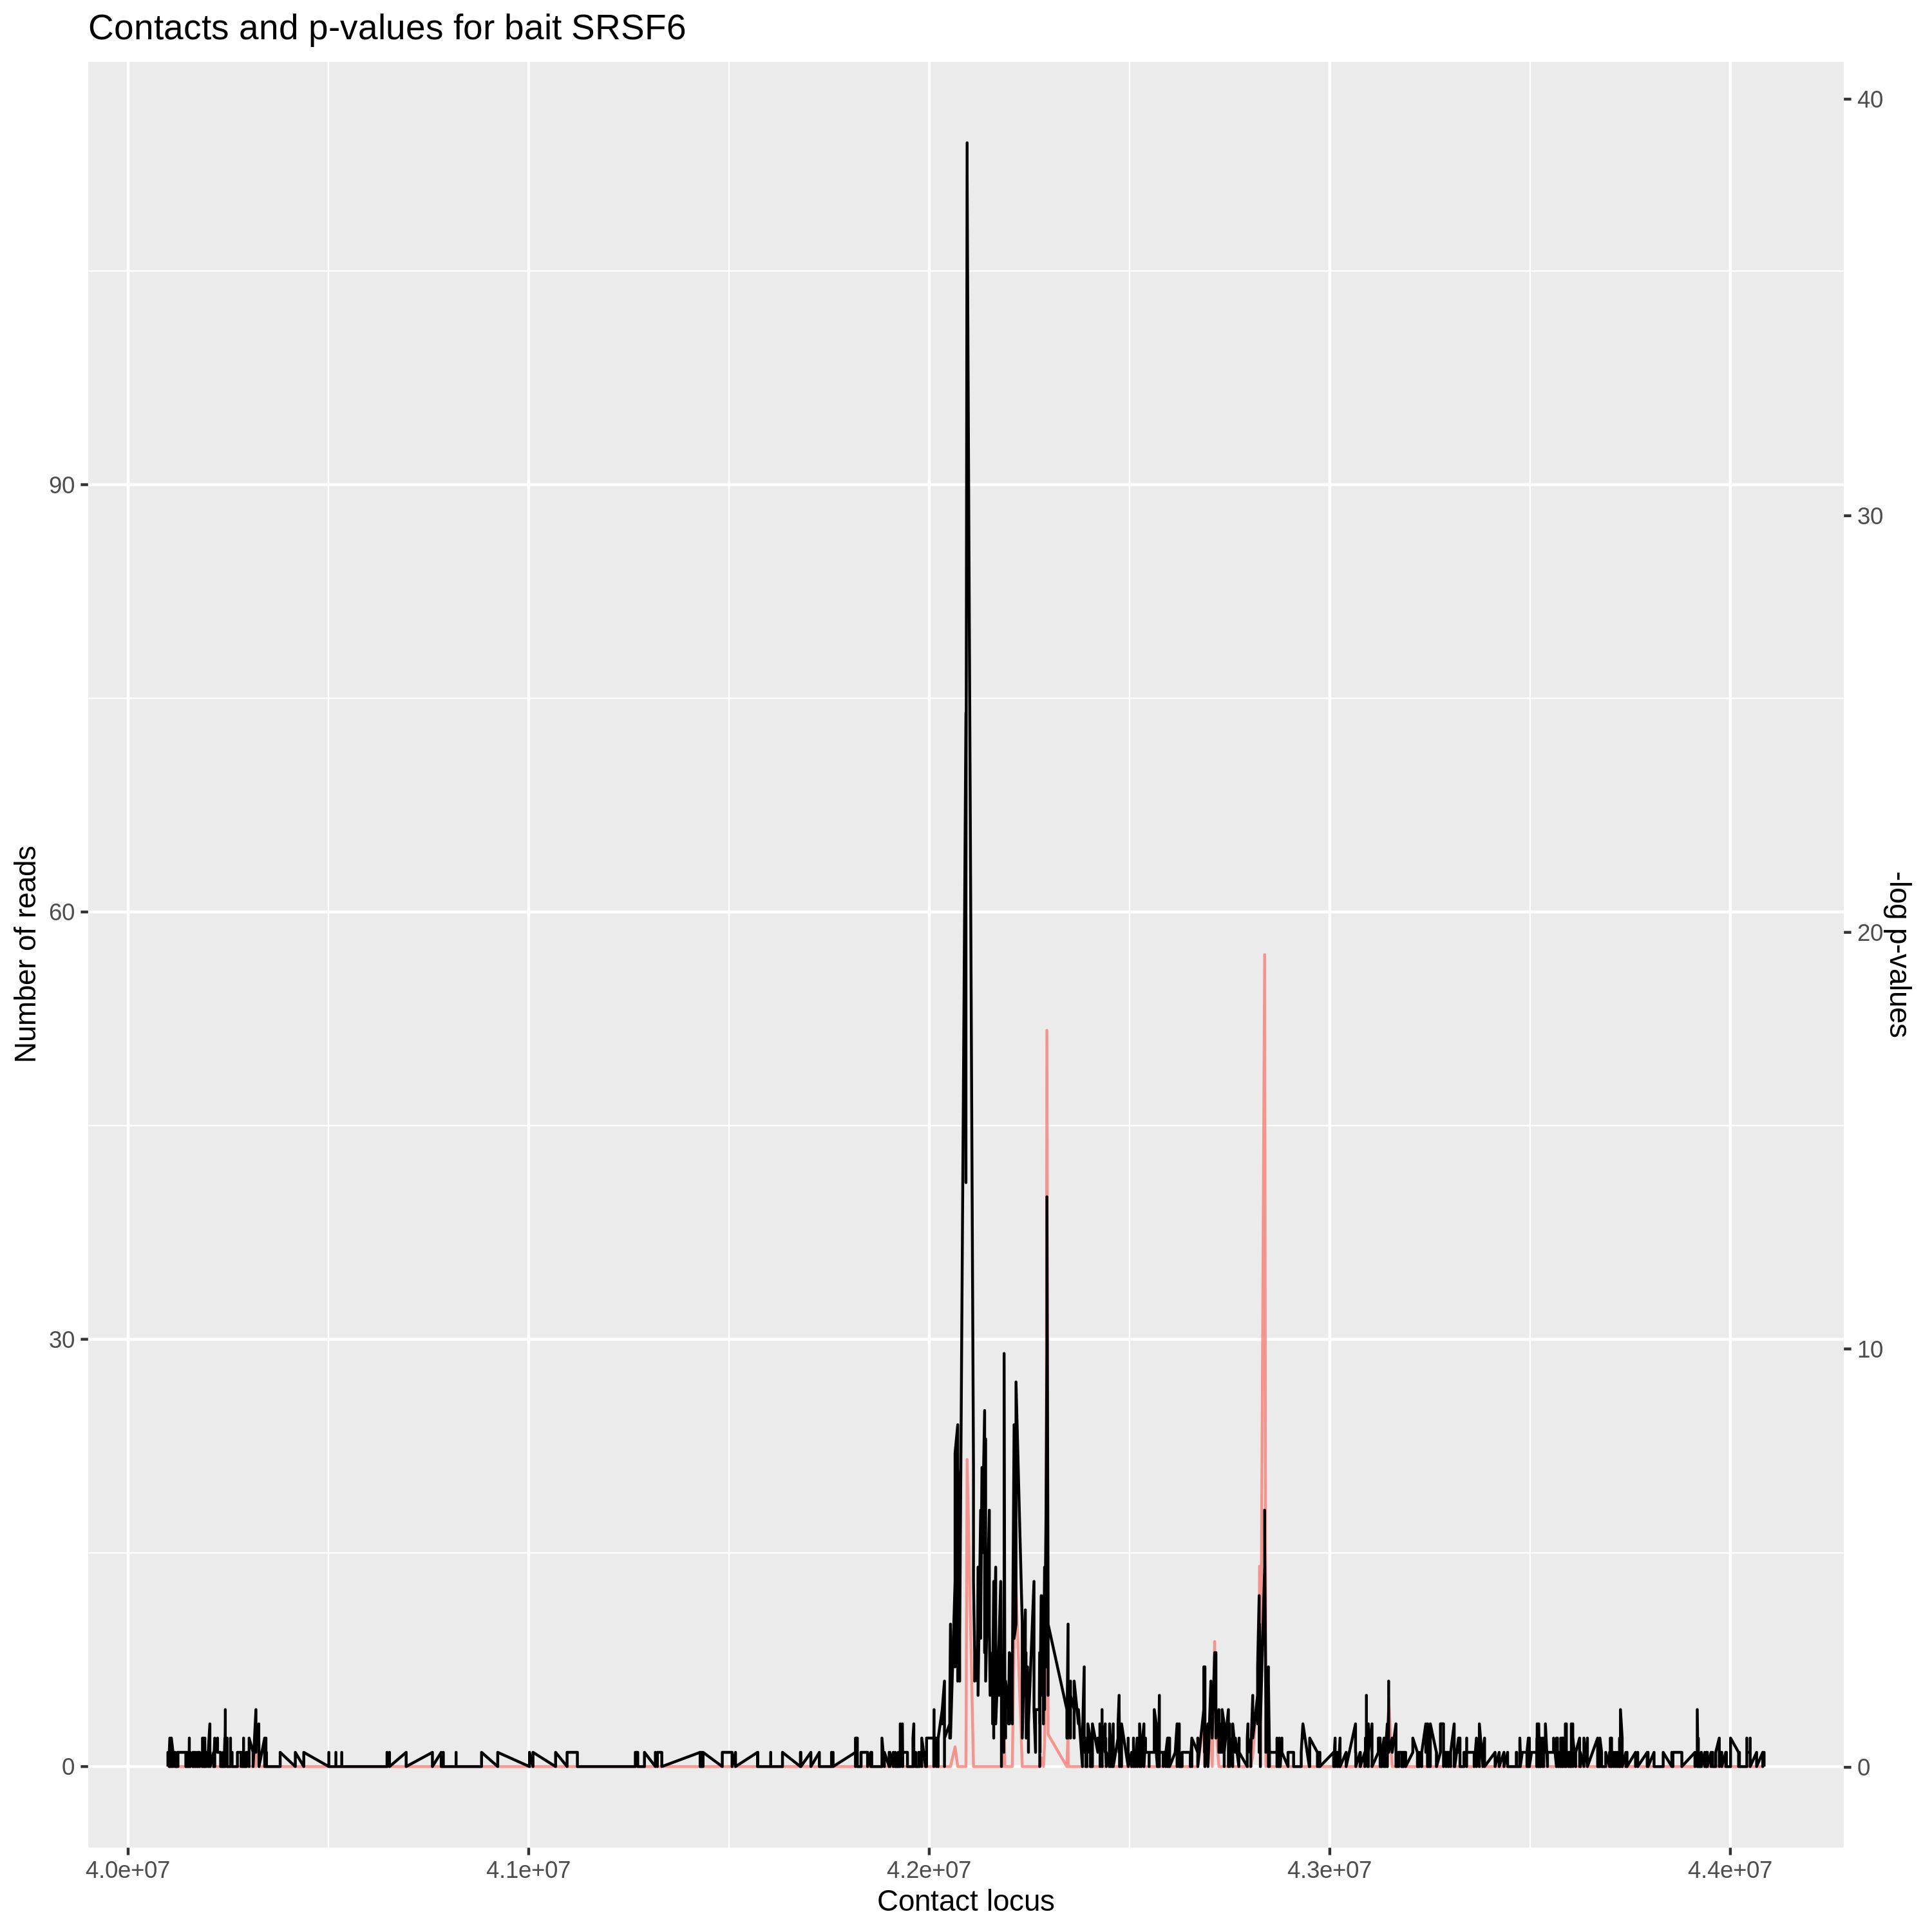 Contacts and p-values for bait SRSF6
40
90
30
60
20
30
10
0
0
Number of reads
-log p-values
4.0e+07
4.1e+07
4.2e+07
4.3e+07
4.4e+07
Contact locus